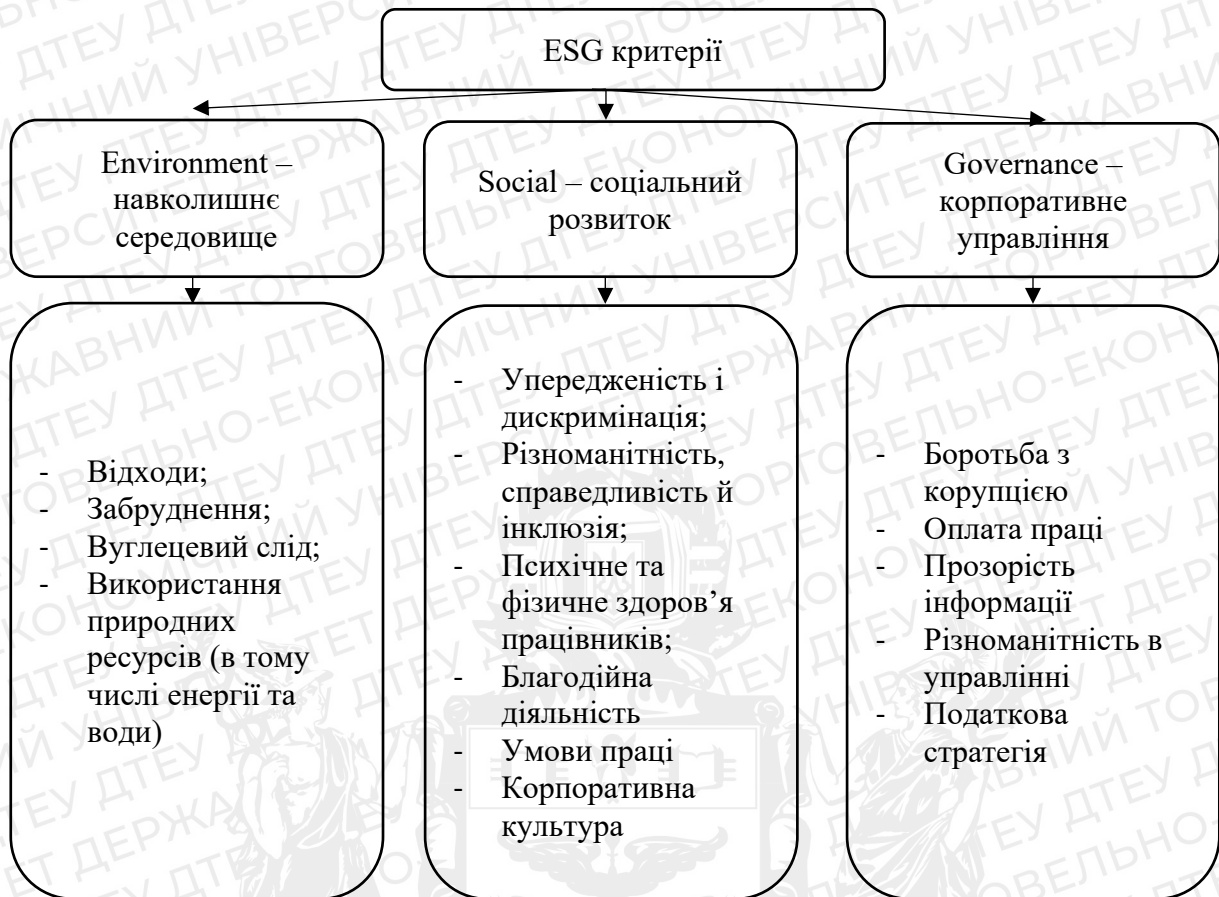 ESG критерії
Environment –
навколишнє
середовище
Social – соціальний
розвиток
Governance –
корпоративне
управління
- Відходи;
- Забруднення;
- Вуглецевий слід;
- Використання
природних
ресурсів (в тому
числі енергії та
води)
- Упередженість і
дискримінація;
- Різноманітність,
справедливість й
інклюзія;
- Психічне та
фізичне здоров’я
працівників;
- Благодійна
діяльність
- Умови праці
- Корпоративна
культура
- Боротьба з
корупцією
- Оплата праці
- Прозорість
інформації
- Різноманітність в
управлінні
- Податкова
стратегія